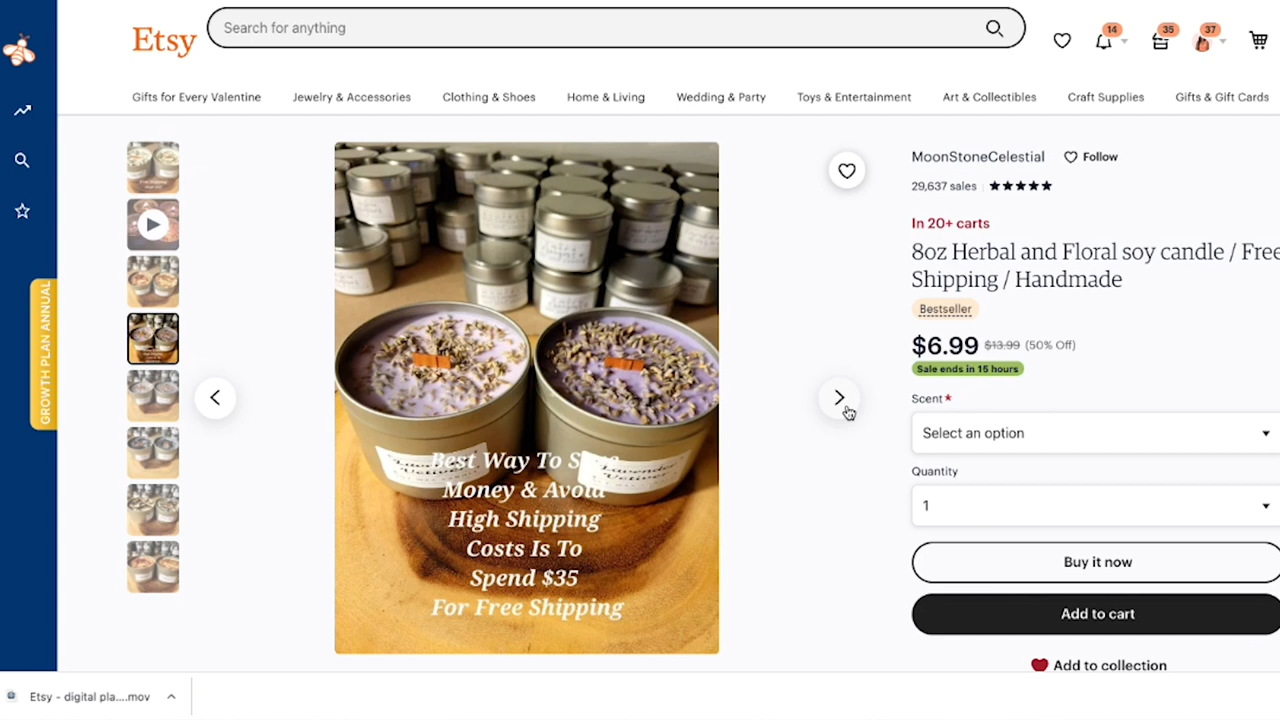 Etsy
Search for anything
14
35
37
Gifts for Every Valentine
Jewelry & Accessories
Clothing & Shoes
Home & Living
Wedding & Party
Toys & Entertainment
Art & Collectibles
Craft Supplies
Gifts & Gift Cards
GROWTH PLAN ANNUAL
Best Way To
Money & Avoid
High Shipping
Costs Is To
Spend $35
For Free Shipping
MoonStoneCelestial
Follow
29,637 sales
In 20+ carts
8oz Herbal and Floral soy candle / Free
Shipping / Handmade
Bestseller
$6.99 $13.99 (50% Off)
Sale ends in 15 hours
Scent *
Select an option
Quantity
1
Buy it now
Add to cart
Add to collection
Etsy - digital pla....mov